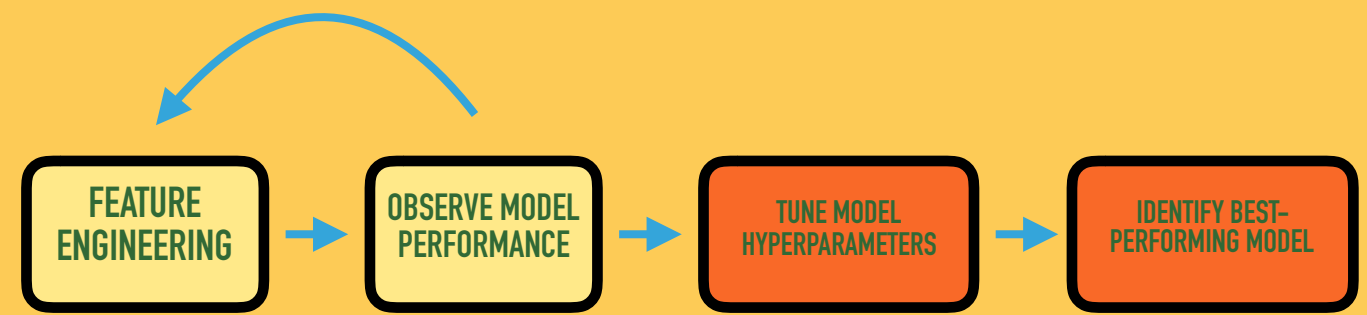 FEATURE
ENGINEERING
OBSERVE MODEL
PERFORMANCE
TUNE MODEL
HYPERPARAMETERS
IDENTIFY BEST-
PERFORMING MODEL